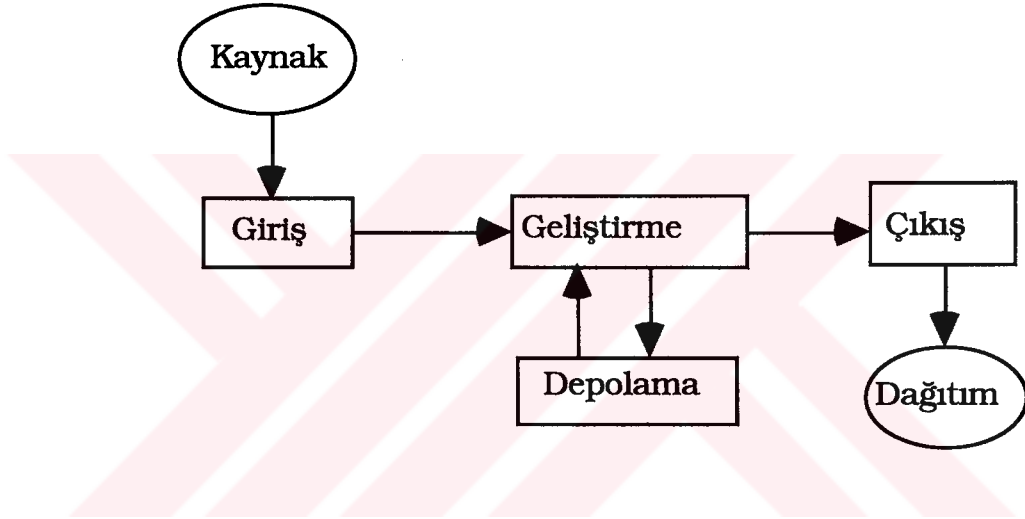 Kaynak
Giriş
Geliştirme
Çıkış
Depolama
Dağıtım